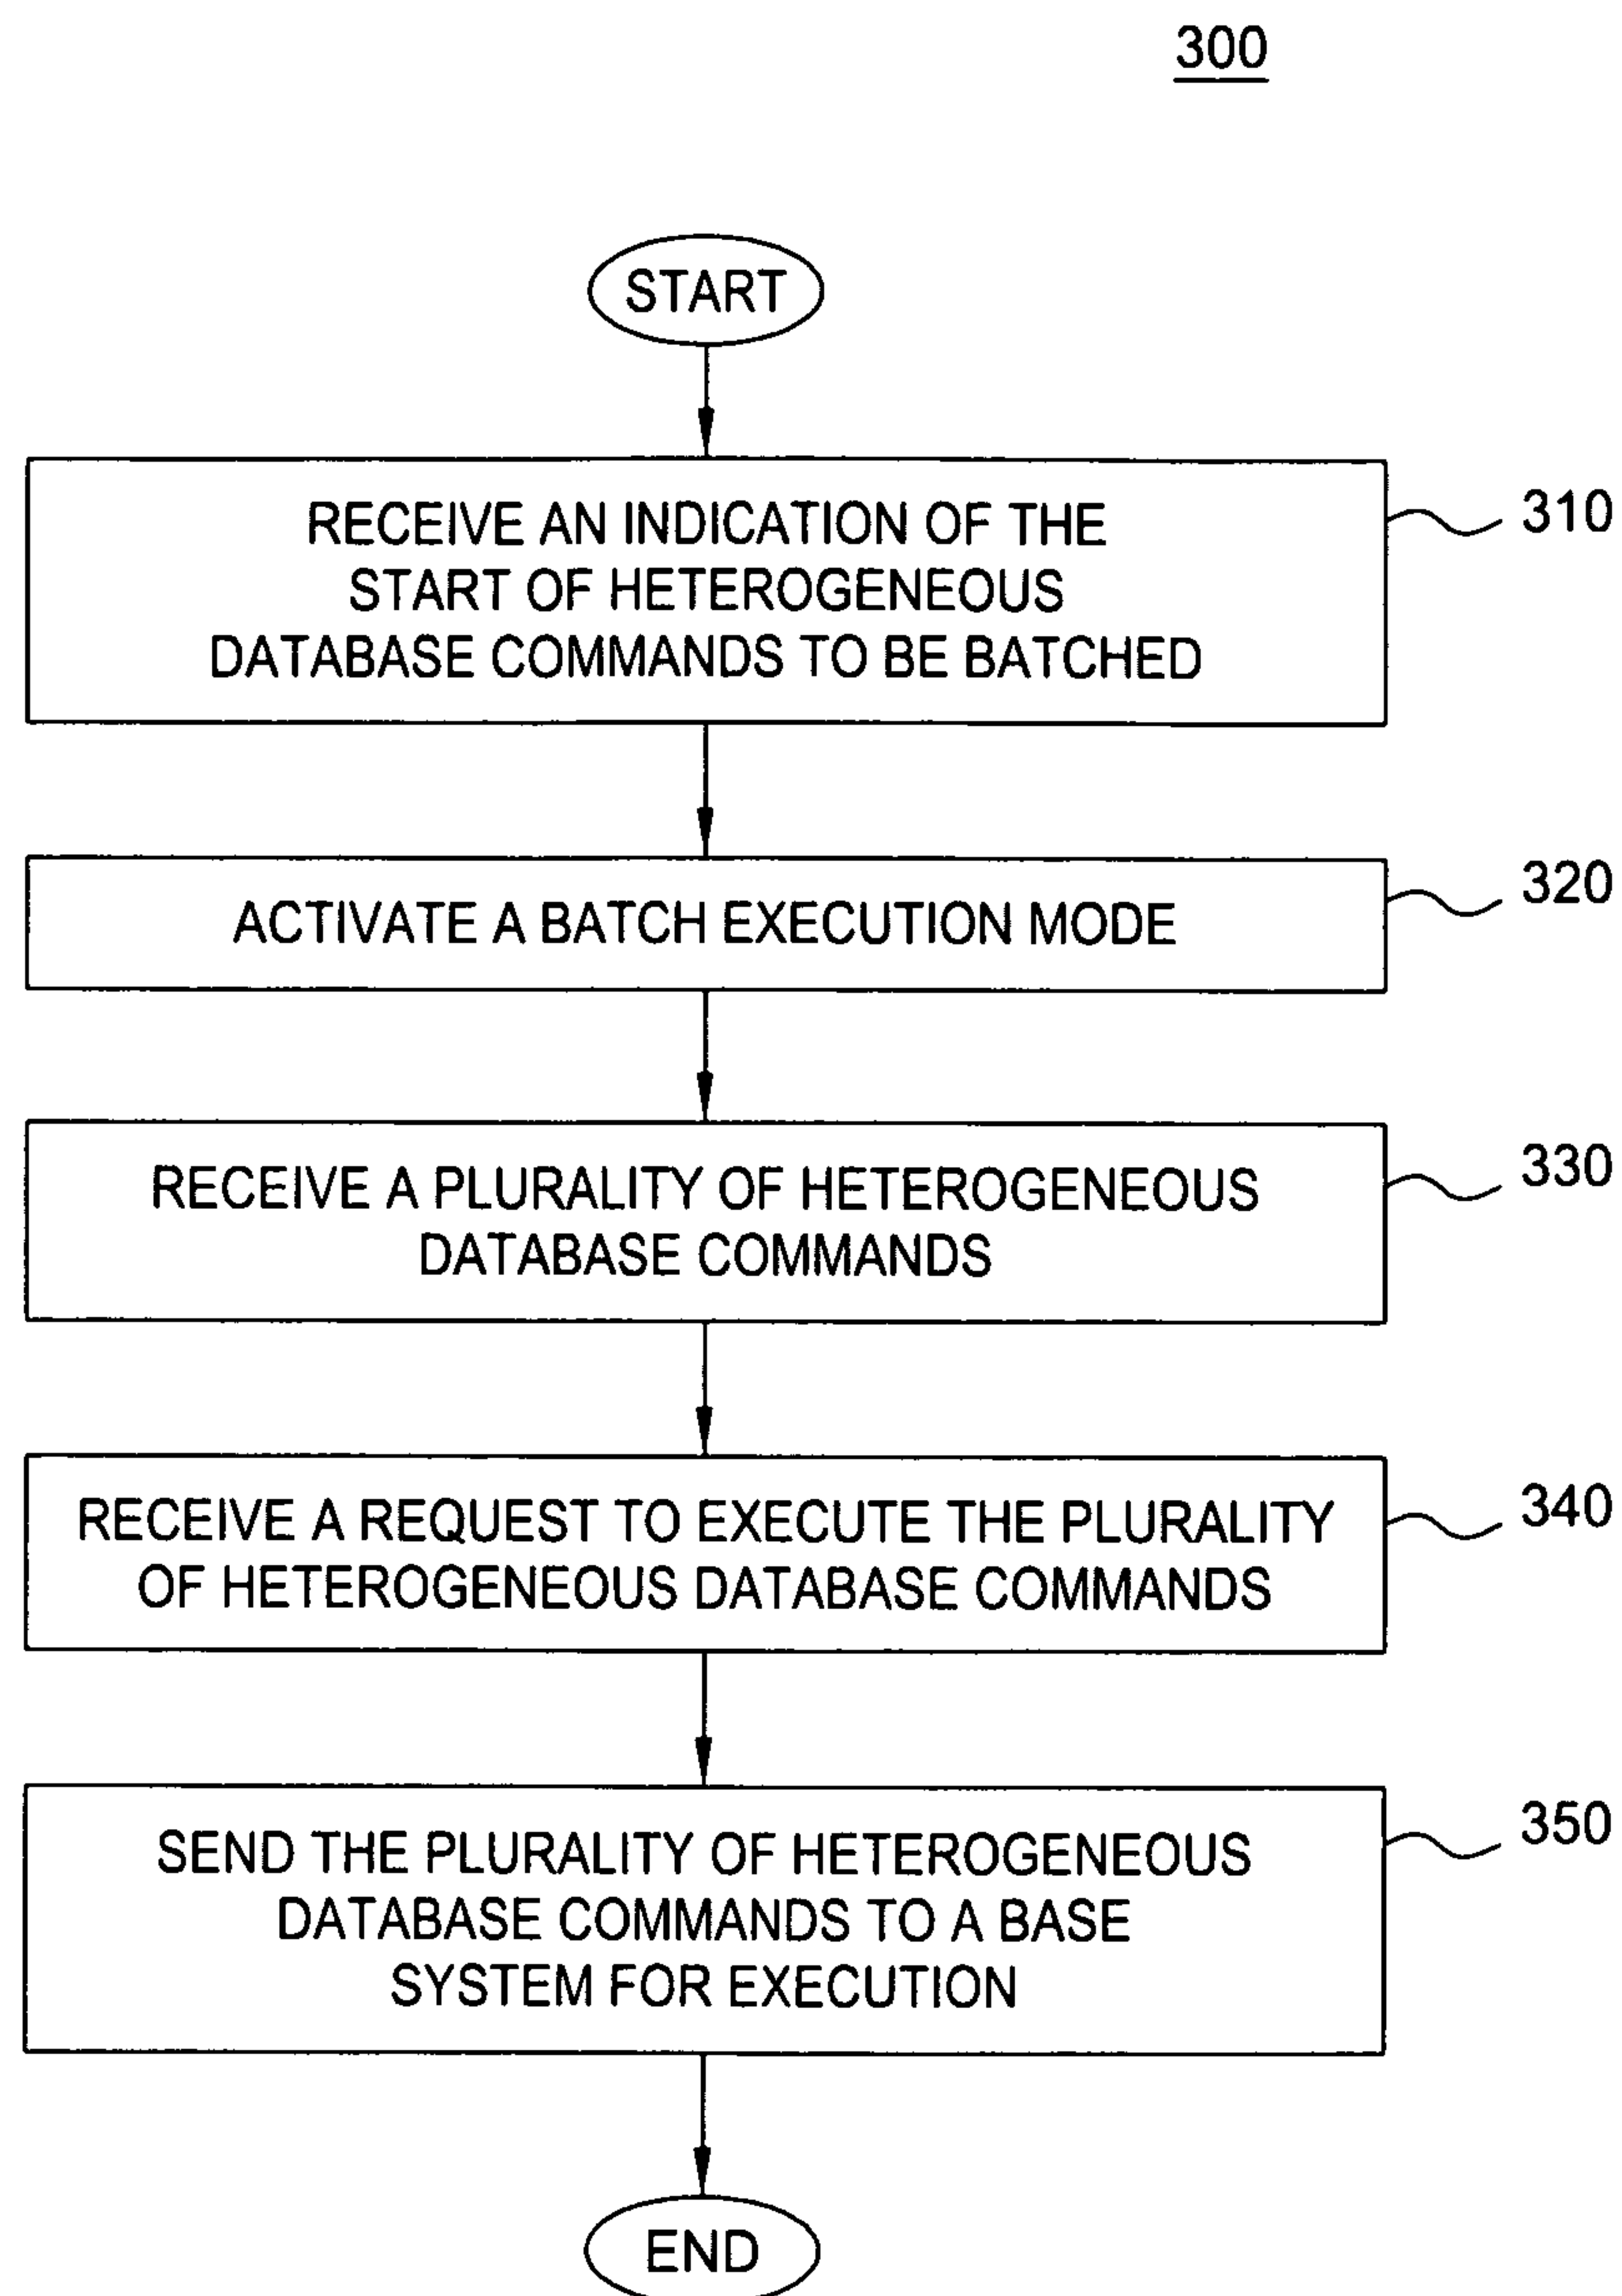 300
START
RECEIVE AN INDICATION OF THE
START OF HETEROGENEOUS
DATABASE COMMANDS TO BE BATCHED
310
ACTIVATE A BATCH EXECUTION MODE
320
RECEIVE A PLURALITY OF HETEROGENEOUS
DATABASE COMMANDS
330
RECEIVE A REQUEST TO EXECUTE THE PLURALITY
OF HETEROGENEOUS DATABASE COMMANDS
340
SEND THE PLURALITY OF HETEROGENEOUS
DATABASE COMMANDS TO A BASE
SYSTEM FOR EXECUTION
350
END